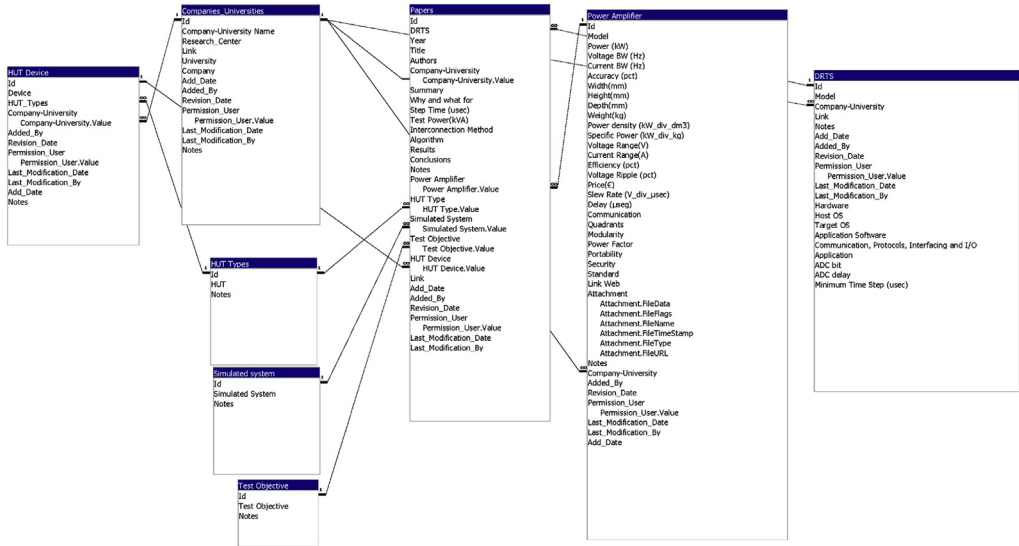 HUT Device
Id
Device
HUT_Types
Company-University
Company-University.Value
Added_By
Revision_Date
Permission_User
Permission_User.Value
Last_Modification_Date
Last_Modification_By
Add_Date
Notes
Companies_Universities
Id
Company-University Name
Research_Center
Link
University
Company
Add_Date
Added_By
Revision_Date
Permission_User
Permission_User.Value
Last_Modification_Date
Last_Modification_By
Notes
HUT Types
Id
HUT
Notes
Simulated system
Id
Simulated System
Notes
Test Objective
Id
Test Objective
Notes
Papers
Id
DRTS
Year
Title
Authors
Company-University
Company-University.Value
Summary
Why and what for
Step Time (usec)
Test Power(kVA)
Interconnection Method
Algorithm
Results
Conclusions
Notes
Power Amplifier
Power Amplifier.Value
HUT Type
HUT Type.Value
Simulated System
Simulated System.Value
Test Objective
Test Objective.Value
HUT Device
HUT Device.Value
Link
Add_Date
Added_By
Revision_Date
Permission_User
Permission_User.Value
Last_Modification_Date
Last_Modification_By
Power Amplifier
Id
Model
Power (kW)
Voltage BW (Hz)
Current BW (Hz)
Accuracy (pct)
Width(mm)
Height(mm)
Depth(mm)
Weight(kg)
Power density (kW_div_dm3)
Specific Power (kW_div_kg)
Voltage Range(V)
Current Range(A)
Efficiency (pct)
Voltage Ripple (pct)
Price(€)
Slew Rate (V_div_μsec)
Delay (μseg)
Communication
Quadrants
Modularity
Power Factor
Portability
Security
Standard
Link Web
Attachment
Attachment.FileData
Attachment.FileFlags
Attachment.FileName
Attachment.FileTimeStamp
Attachment.FileType
Attachment.FileURL
Notes
Company-University
Added_By
Revision_Date
Permission_User
Permission_User.Value
Last_Modification_Date
Last_Modification_By
Add_Date
DRTS
Id
Model
Company-University
Link
Notes
Add_Date
Added_By
Revision_Date
Permission_User
Permission_User.Value
Last_Modification_Date
Last_Modification_By
Hardware
Host OS
Target OS
Application Software
Communication, Protocols, Interfacing and I/O
Application
ADC bit
ADC delay
Minimum Time Step (usec)